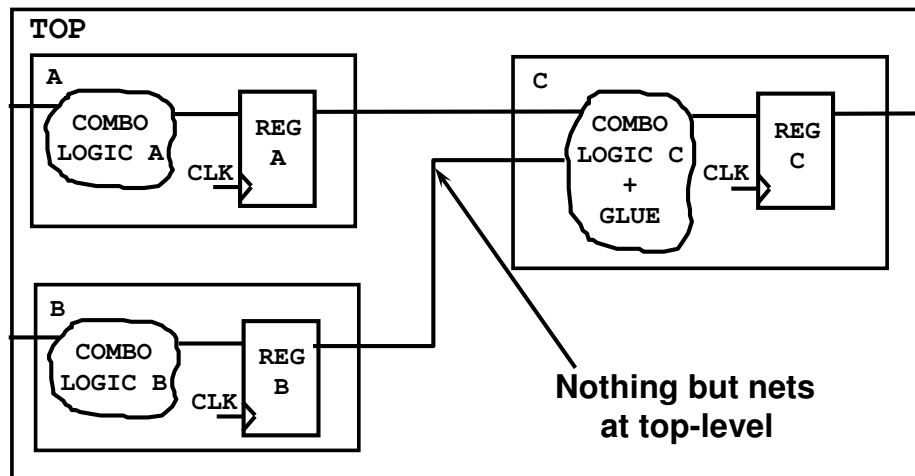 TOP
A
COMBO
LOGIC A
REG
A
CLK
C
COMBO
LOGIC C
+
GLUE
REG
C
CLK
B
COMBO
LOGIC B
REG
B
CLK
Nothing but nets
at top-level